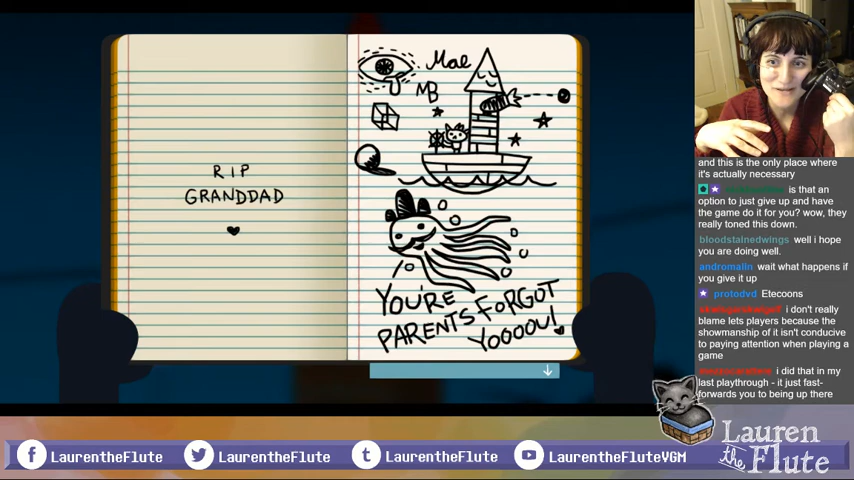 RIP
GRANDDAD
Mae
MB
YOU'RE
PARENTS FORGOT
YOOOOU!
and this is the only place where
it's actually necessary
is that an
option to just give up and have
the game do it for you? wow, they
really toned this down.
bloodstainedwings well i hope
you are doing well.
andromalin wait what happens if
you give it up
protodvd Etecoons
i don't really
blame lets players because the
showmanship of it isn't conducive
to paying attention when playing a
game
i did that in my
last playthrough - it just fast-
forwards you to being up there
Lauren
the Flute
LaurentheFlute
LaurentheFlute
LaurentheFlute
LaurentheFluteVGM